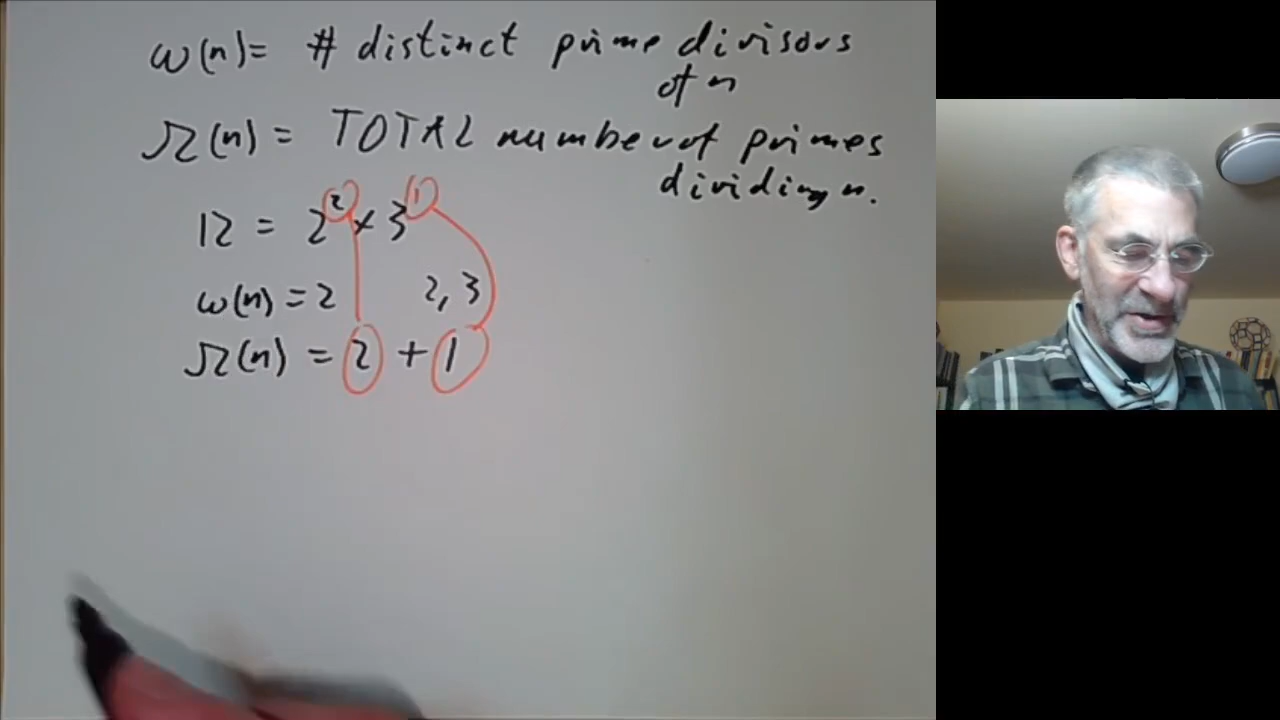 ω(n) = # distinct prime divisors
of n
Ω(n) = TOTAL number of primes
dividing n.
12 = 2² × 3¹
ω(n) = 2 2, 3
Ω(n) = 2 + 1